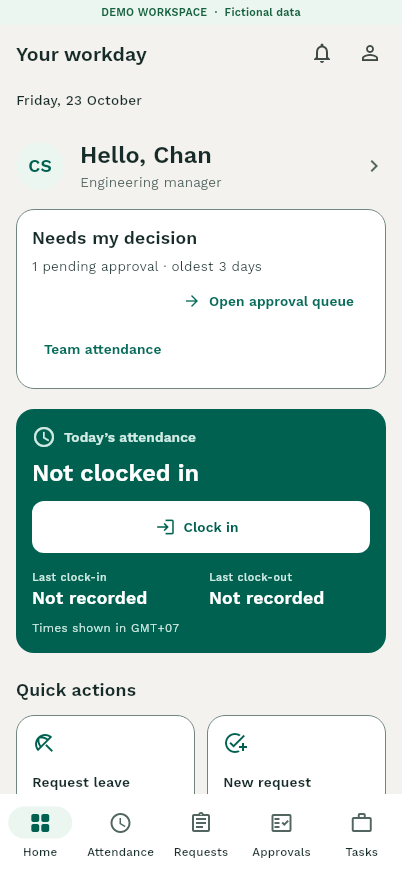 DEMO WORKSPACE · Fictional data
Your workday
Friday, 23 October
CS
Hello, Chan
Engineering manager
Needs my decision
1 pending approval · oldest 3 days
Open approval queue
Team attendance
Today’s attendance
Not clocked in
Clock in
Last clock-in
Last clock-out
Not recorded
Not recorded
Times shown in GMT+07
Quick actions
Request leave
New request
Home
Attendance
Requests
Approvals
Tasks